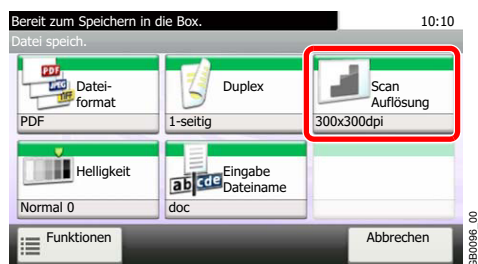 Bereit zum Speichern in die Box.
10:10
Datei speich.
PDF
JPEG
TIFF
Datei-
format
PDF
Duplex
1-seitig
Scan
Auflösung
300x300dpi
Helligkeit
Normal 0
ab cde
Eingabe
Dateiname
doc
Funktionen
Abbrechen
GB0096_00